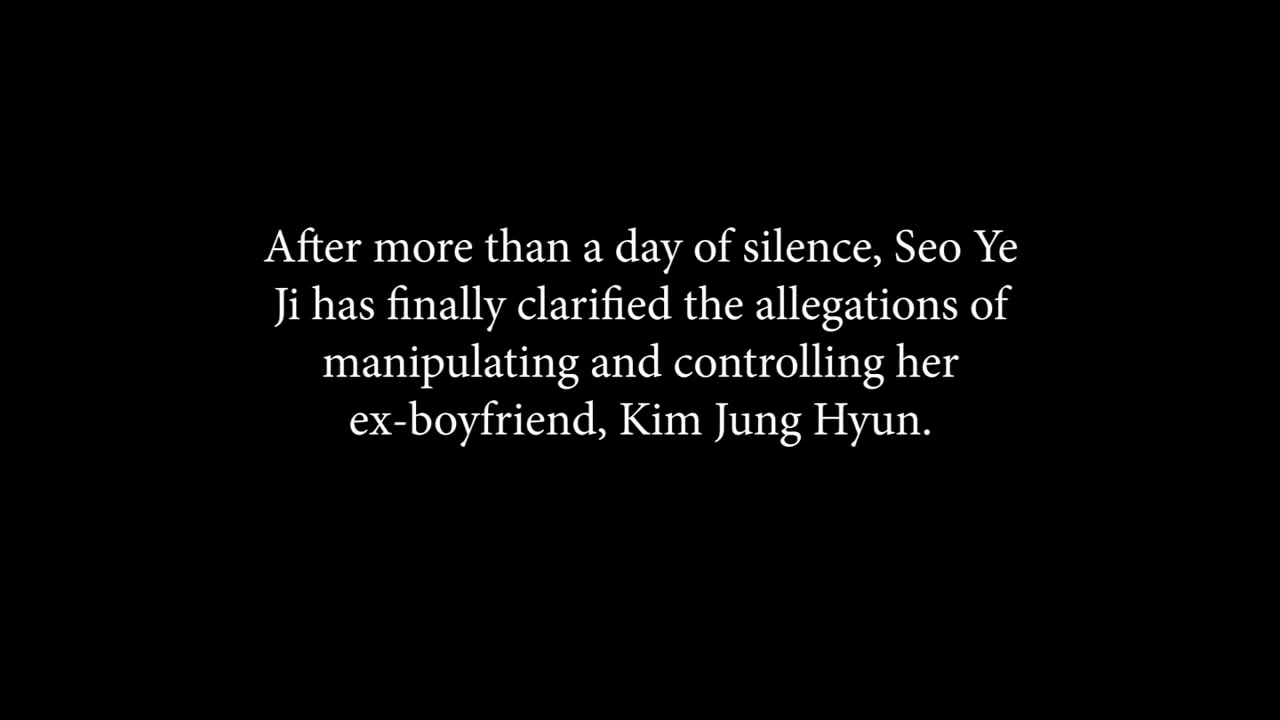 After more than a day of silence, Seo Ye
Ji has finally clarified the allegations of
manipulating and controlling her
ex-boyfriend, Kim Jung Hyun.